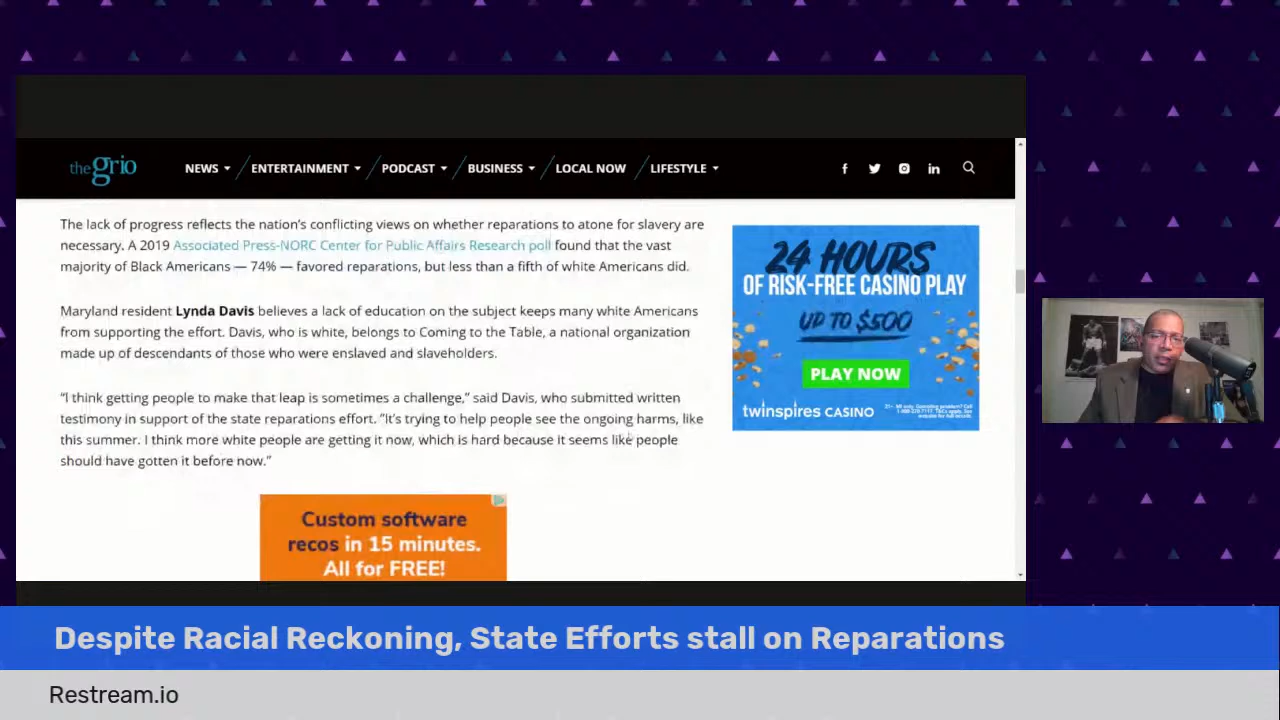 the grio
NEWS ENTERTAINMENT PODCAST BUSINESS LOCAL NOW LIFESTYLE
The lack of progress reflects the nation's conflicting views on whether reparations to atone for slavery are
necessary. A 2019 Associated Press-NORC Center for Public Affairs Research poll found that the vast
majority of Black Americans — 74% — favored reparations, but less than a fifth of white Americans did.
Maryland resident Lynda Davis believes a lack of education on the subject keeps many white Americans
from supporting the effort. Davis, who is white, belongs to Coming to the Table, a national organization
made up of descendants of those who were enslaved and slaveholders.
"I think getting people to make that leap is sometimes a challenge," said Davis, who submitted written
testimony in support of the state reparations effort. "It's trying to help people see the ongoing harms, like
this summer. I think more white people are getting it now, which is hard because it seems like people
should have gotten it before now."
24 HOURS
OF RISK-FREE CASINO PLAY
UP TO $500
PLAY NOW
twinspires CASINO
Custom software
recos in 15 minutes.
All for FREE!
Despite Racial Reckoning, State Efforts stall on Reparations
Restream.io